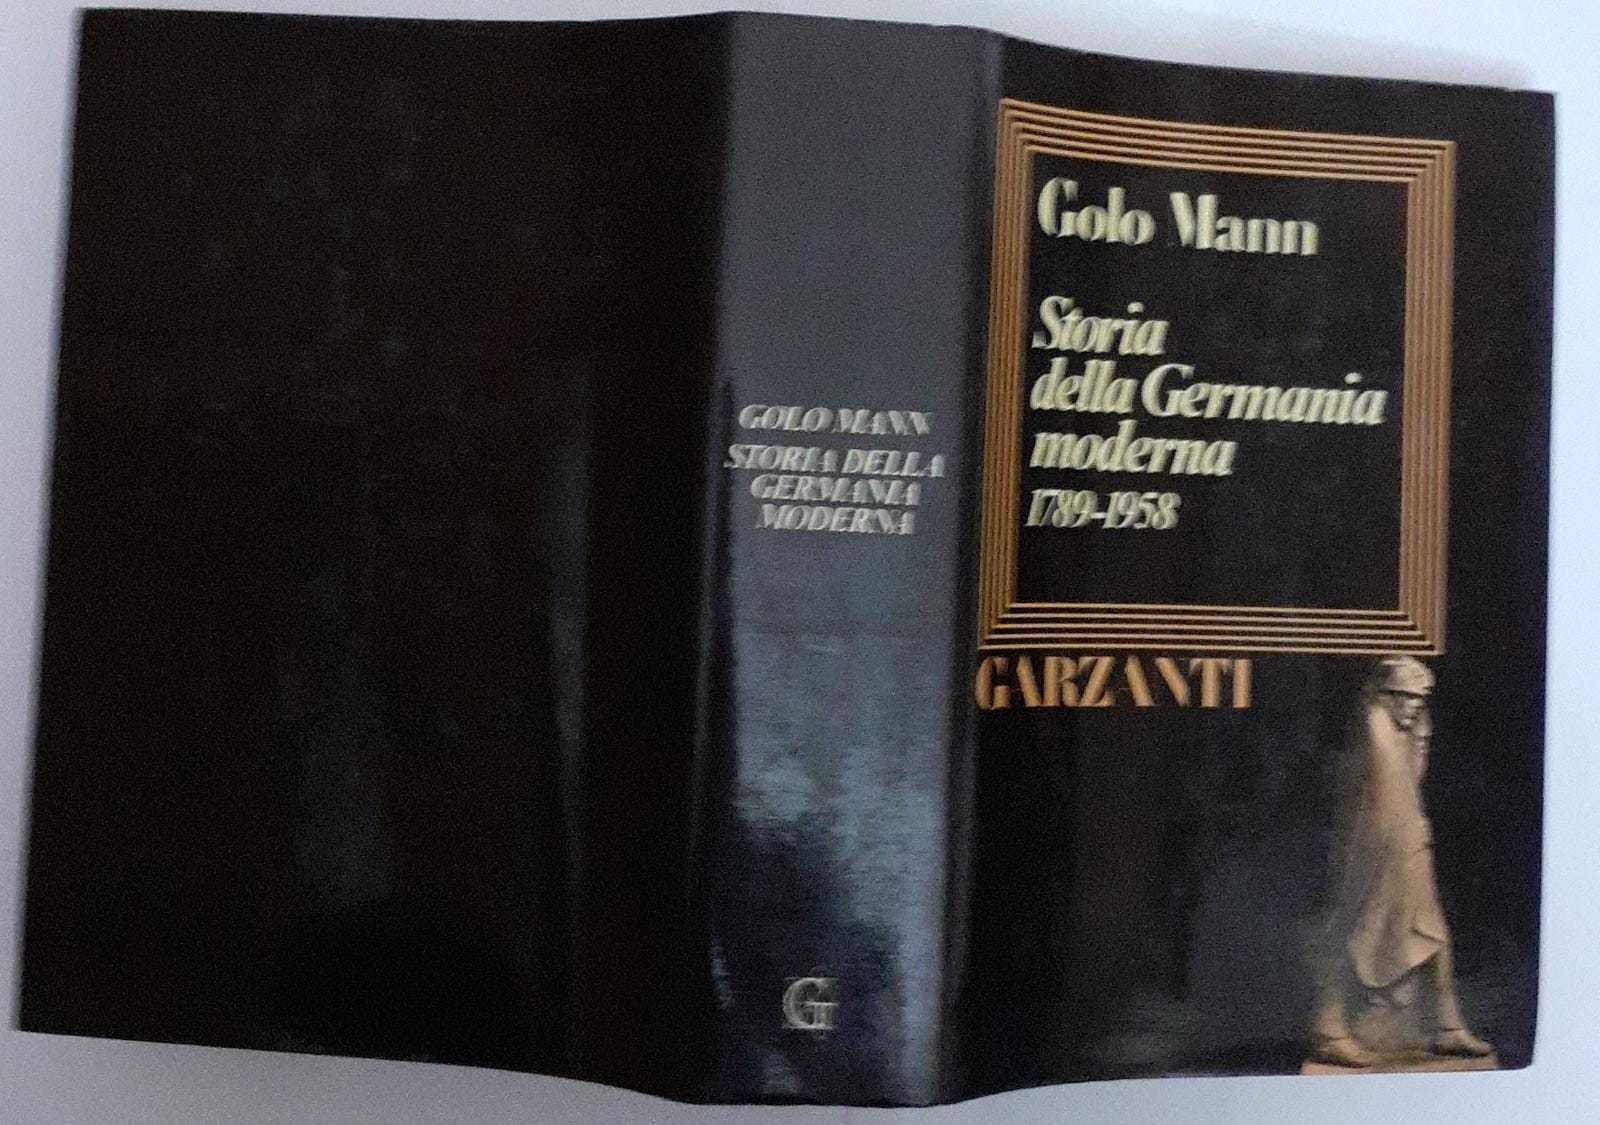 GOLO MANN
STORIA DELLA
GERMANIA
MODERNA
G
Golo Mann
Storia
della Germania
moderna
1789-1958
GARZANTI